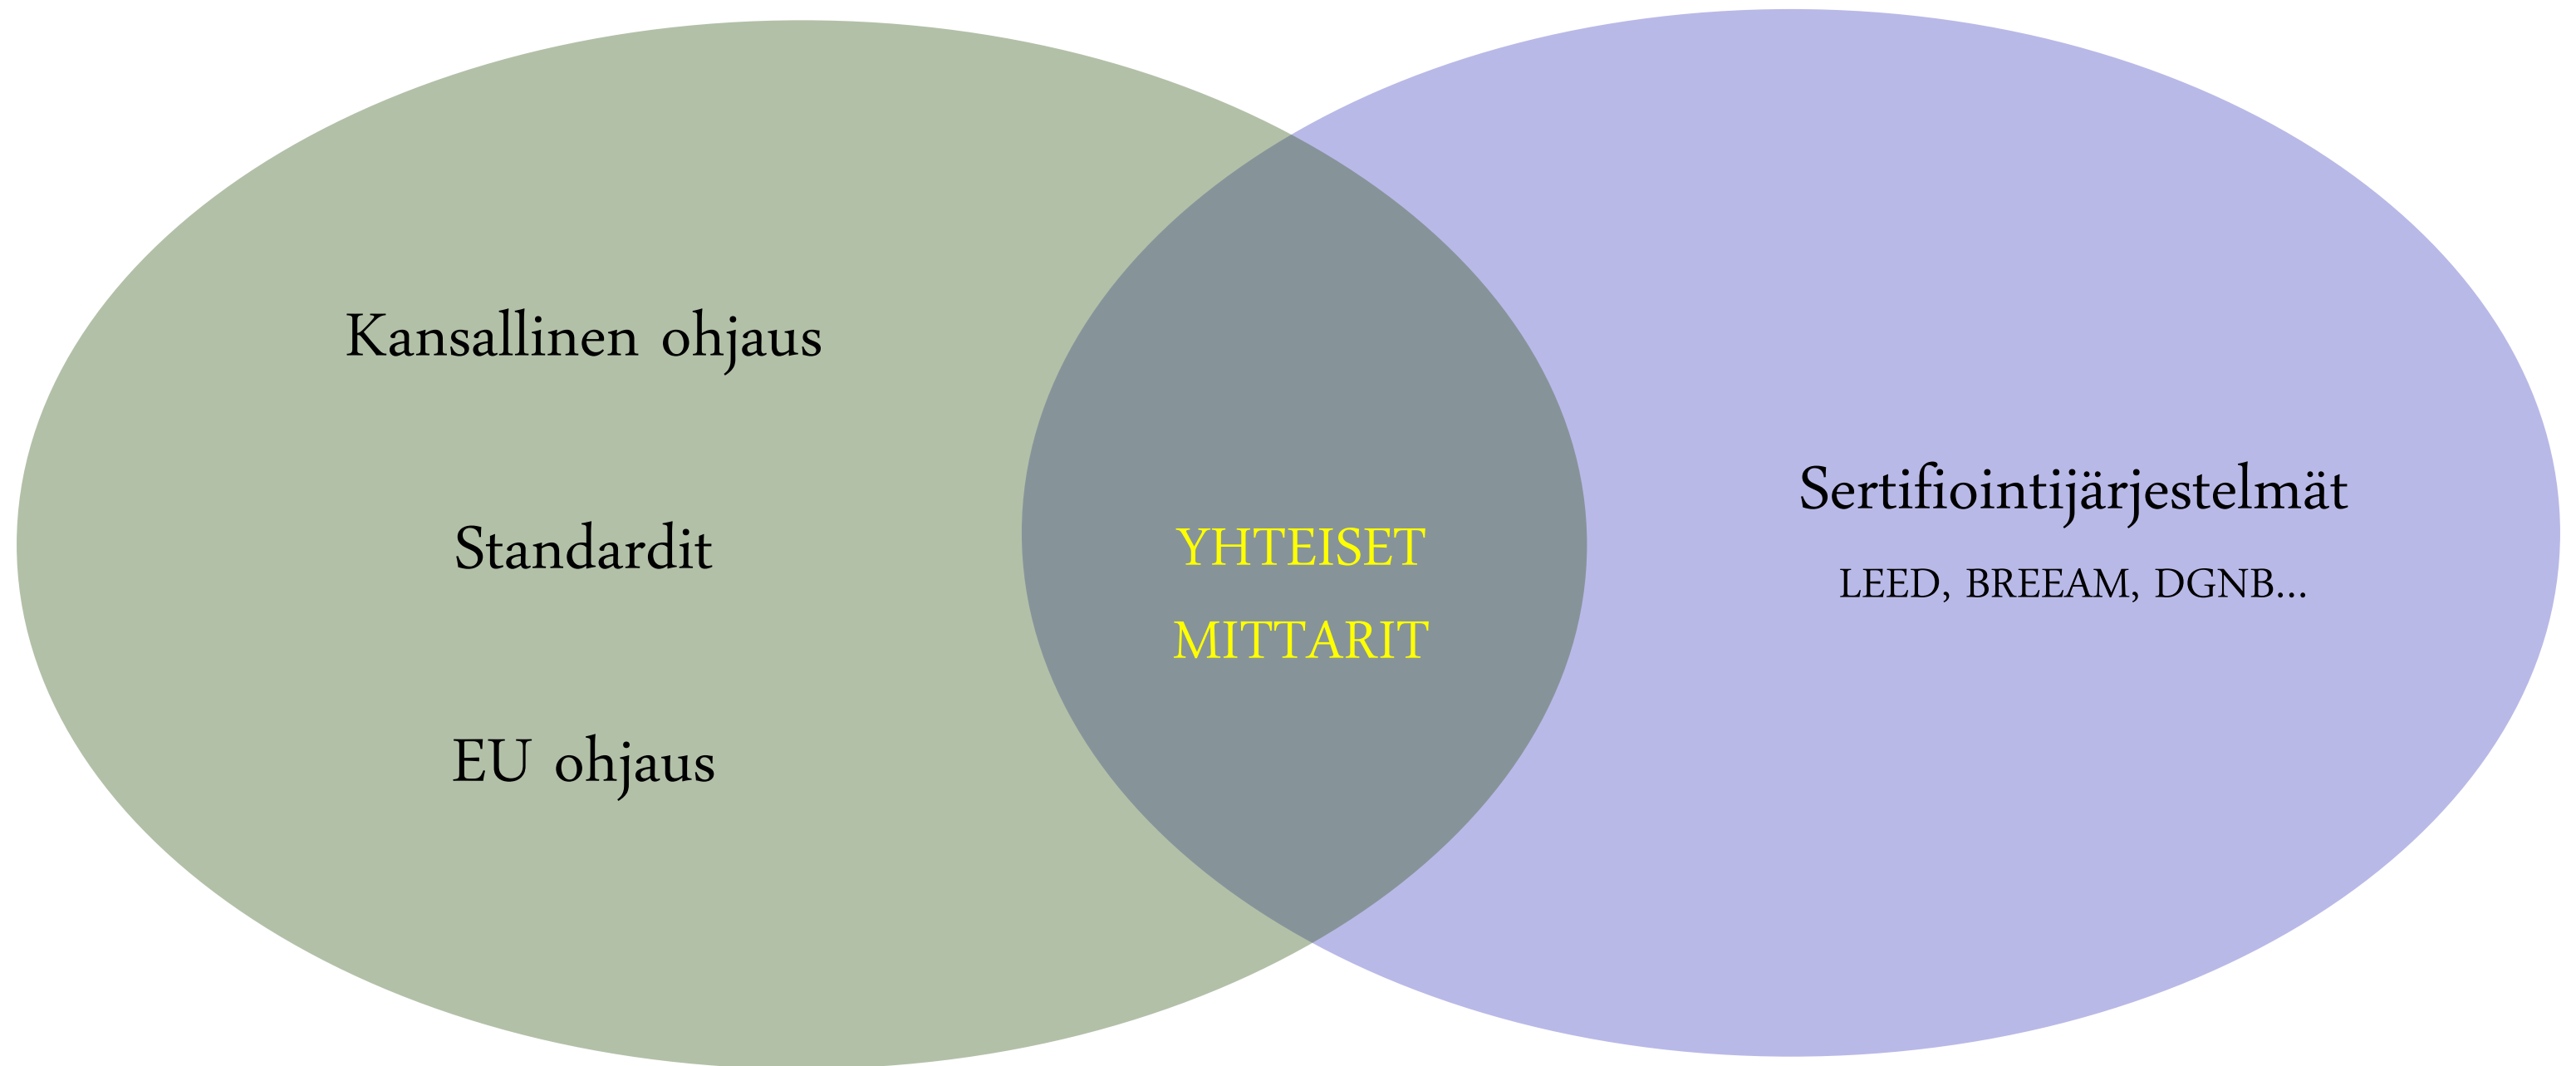 Kansallinen ohjaus
Standardit
EU ohjaus
YHTEISET
MITTARIT
Sertifiointijärjestelmät
LEED, BREEAM, DGNB...